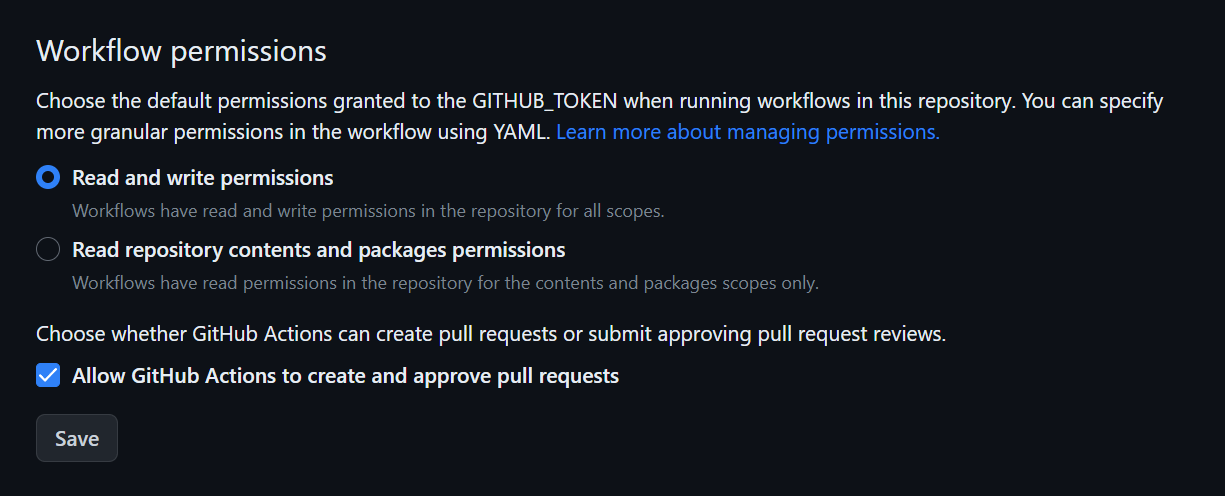 Workflow permissions
Choose the default permissions granted to the GITHUB_TOKEN when running workflows in this repository. You can specify
more granular permissions in the workflow using YAML. Learn more about managing permissions.
Read and write permissions
Workflows have read and write permissions in the repository for all scopes.
Read repository contents and packages permissions
Workflows have read permissions in the repository for the contents and packages scopes only.
Choose whether GitHub Actions can create pull requests or submit approving pull request reviews.
Allow GitHub Actions to create and approve pull requests
Save